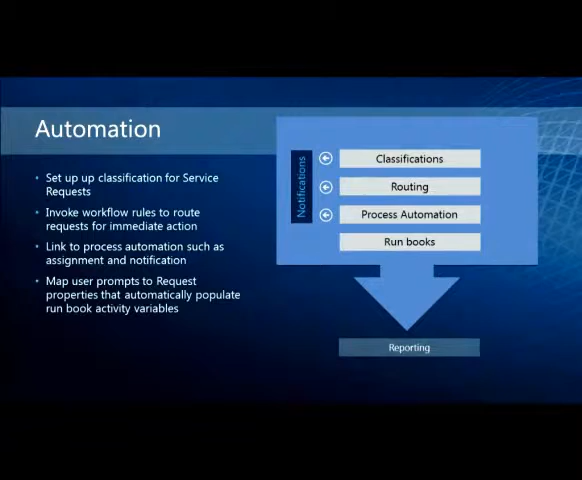 Automation
• Set up up classification for Service
Requests
• Invoke workflow rules to route
requests for immediate action
• Link to process automation such as
assignment and notification
• Map user prompts to Request
properties that automatically populate
run book activity variables
Notifications
Classifications
Routing
Process Automation
Run books
Reporting